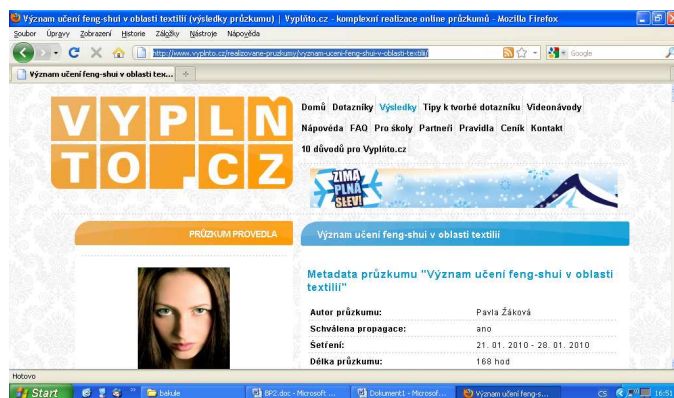 Význam učení feng-shui v oblasti textilií (výsledky průzkumu) | Vyplňto.cz - komplexní realizace online průzkumů - Mozilla Firefox
Soubor Úpravy Zobrazení Historie Záložky Nástroje Nápověda
http://www.vyplnto.cz/realizovane-pruzkumy/vyznam-uceni-feng-shui-v-oblasti-textilii/
Google
Význam učení feng-shui v oblasti tex...
VYPLŇ
TO.CZ
Domů Dotazníky Výsledky Tipy k tvorbě dotazníku Videonávody
Nápověda FAQ Pro školy Partneři Pravidla Ceník Kontakt
10 důvodů pro Vyplňto.cz
ZIMA
PLNÁ
SLEV!
PRŮZKUM PROVEDLA
Význam učení feng-shui v oblasti textilií
Metadata průzkumu "Význam učení feng-shui v oblasti
textilií"
Autor průzkumu: Pavla Žáková
Schválena propagace: ano
Šetření: 21. 01. 2010 - 28. 01. 2010
Délka průzkumu: 168 hod
Hotovo
Start bakule BP2.doc - Microsoft ... Dokument1 - Microsof... Význam učení feng-s... CS 16:51